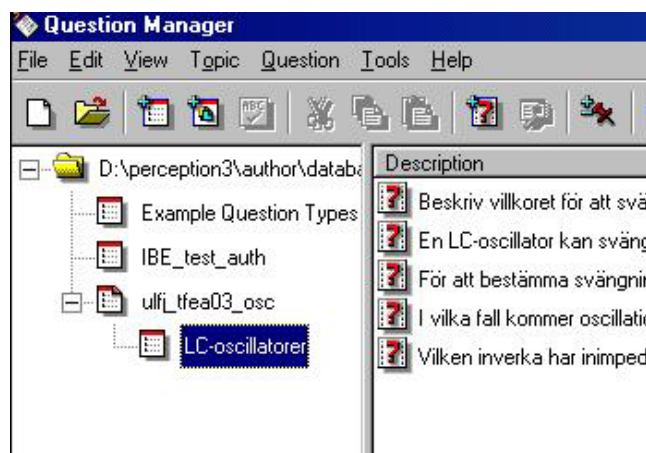 Question Manager
File Edit View Topic Question Tools Help
ABC
D:\perception3\author\databa
Example Question Types
IBE_test_auth
ulfj_tfea03_osc
LC-oscillatorer
Description
Beskriv villkoret för att svä
En LC-oscillator kan sväng
För att bestämma svängnin
I vilka fall kommer oscillatio
Vilken inverka har inimped